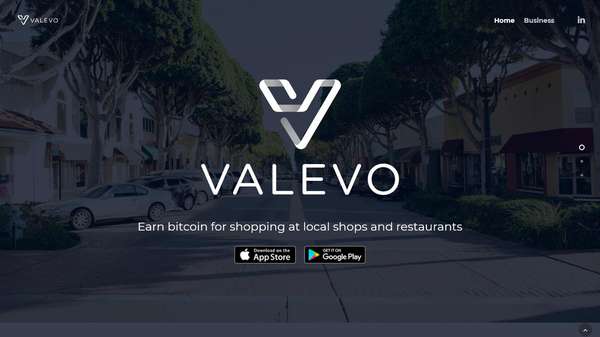 VALEVO
Home
Business
in
VALEVO
Earn bitcoin for shopping at local shops and restaurants
Download on the
App Store
GET IT ON
Google Play